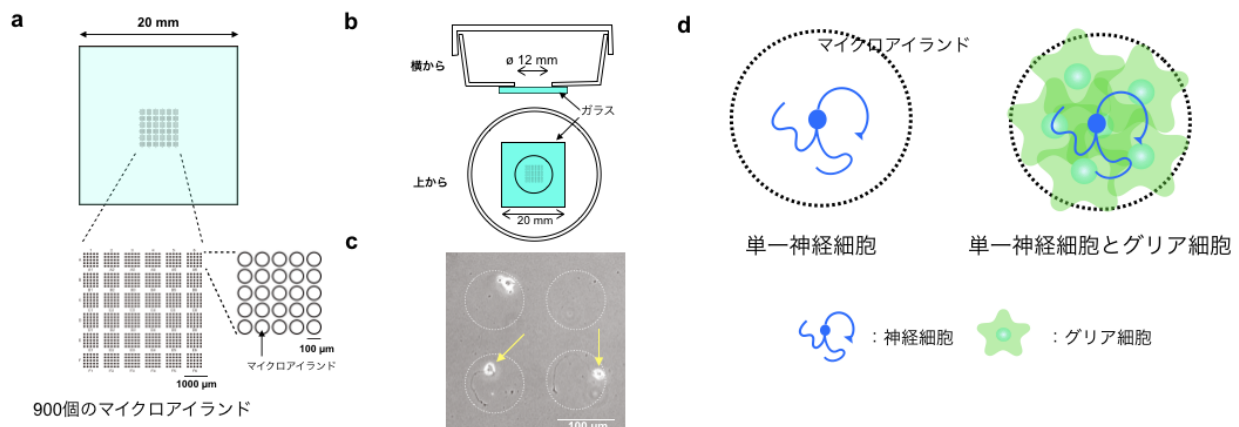 a
20 mm
100 µm
マイクロアイランド
1000 µm
900個のマイクロアイランド
b
横から
ø 12 mm
ガラス
上から
20 mm
c
100 µm
d
マイクロアイランド
単一神経細胞
単一神経細胞とグリア細胞
：神経細胞
：グリア細胞